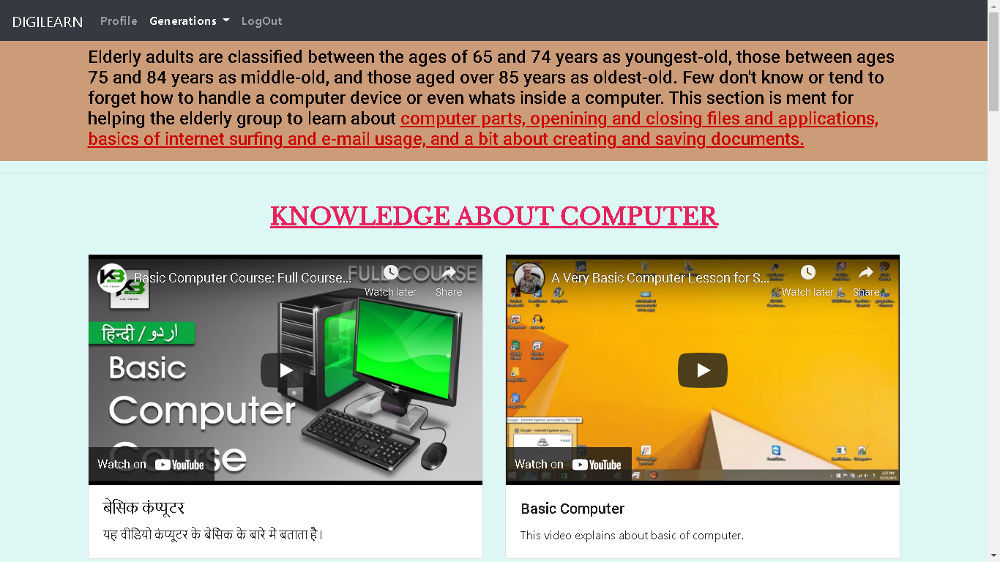 DIGILEARN Profile Generations LogOut
Elderly adults are classified between the ages of 65 and 74 years as youngest-old, those between ages
75 and 84 years as middle-old, and those aged over 85 years as oldest-old. Few don't know or tend to
forget how to handle a computer device or even whats inside a computer. This section is ment for
helping the elderly group to learn about computer parts, openining and closing files and applications,
basics of internet surfing and e-mail usage, and a bit about creating and saving documents.
KNOWLEDGE ABOUT COMPUTER
Basic Computer Course: Full Course...
FULL COURSE
Watch later Share
हिन्दी / اردو
Basic
Computer
Course
Watch on YouTube
बेसिक कंप्यूटर
यह वीडियो कंप्यूटर के बेसिक के बारे में बताता है।
A Very Basic Computer Lesson for S...
Watch later Share
Google - Internet Explorer provided by TOSHIBA
Watch on YouTube
Basic Computer
This video explains about basic of computer.